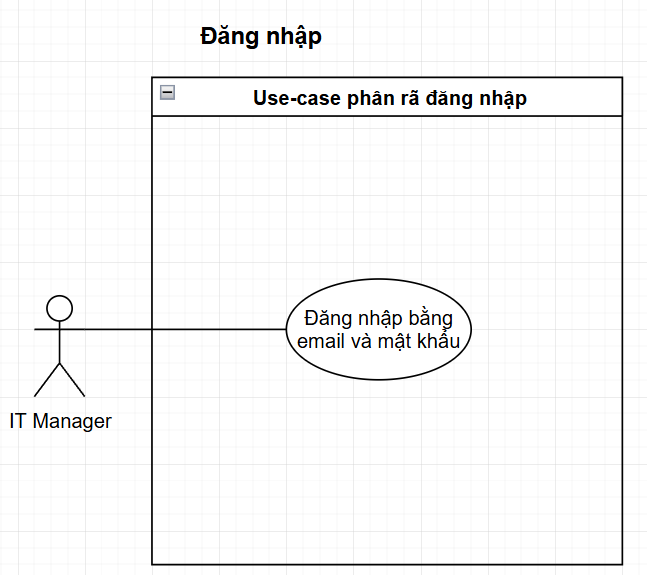 Đăng nhập
Use-case phân rã đăng nhập
Đăng nhập bằng
email và mật khẩu
IT Manager